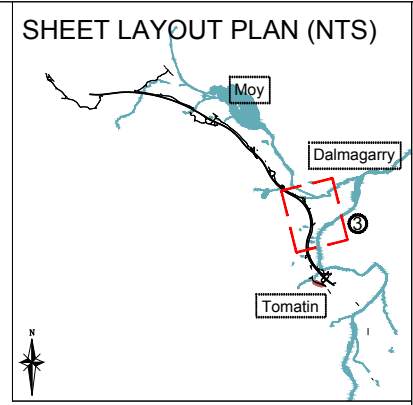 SHEET LAYOUT PLAN (NTS)
Moy
Dalmagarry
3
Tomatin
N